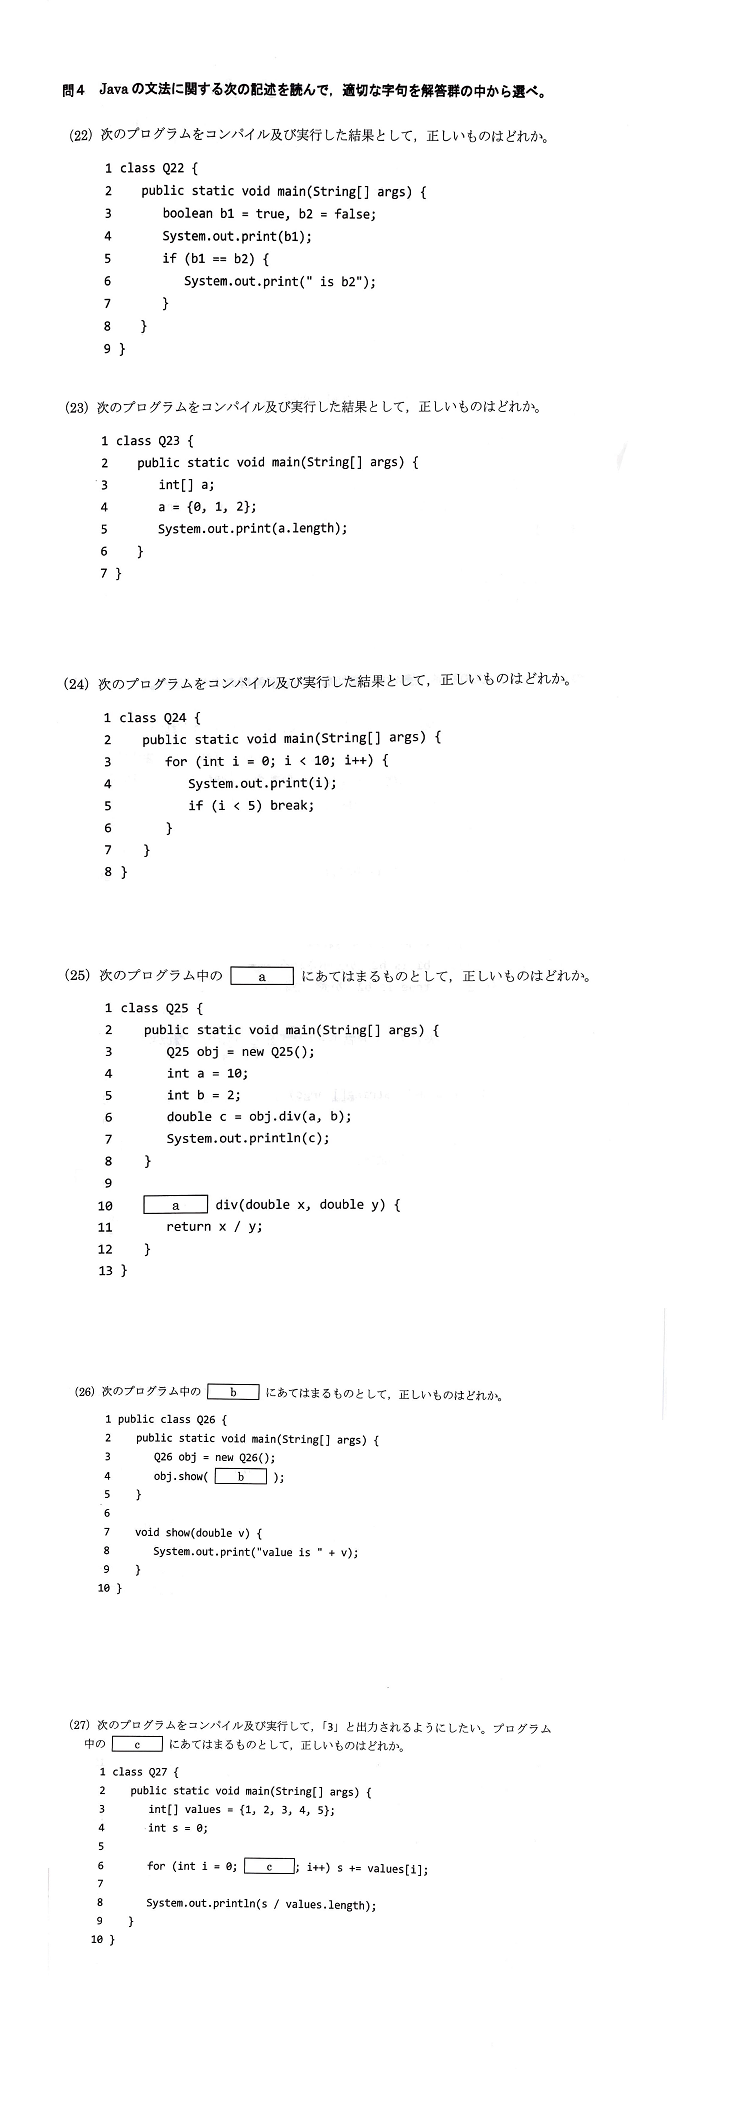 問4 Javaの文法に関する次の記述を読んで，適切な字句を解答群の中から選べ。
(22) 次のプログラムをコンパイル及び実行した結果として，正しいものはどれか。
1 class Q22 {
2 public static void main(String[] args) {
3 boolean b1 = true, b2 = false;
4 System.out.print(b1);
5 if (b1 == b2) {
6 System.out.print(" is b2");
7 }
8 }
9 }
(23) 次のプログラムをコンパイル及び実行した結果として，正しいものはどれか。
1 class Q23 {
2 public static void main(String[] args) {
3 int[] a;
4 a = {0, 1, 2};
5 System.out.print(a.length);
6 }
7 }
(24) 次のプログラムをコンパイル及び実行した結果として，正しいものはどれか。
1 class Q24 {
2 public static void main(String[] args) {
3 for (int i = 0; i < 10; i++) {
4 System.out.print(i);
5 if (i < 5) break;
6 }
7 }
8 }
(25) 次のプログラム中の a にあてはまるものとして，正しいものはどれか。
1 class Q25 {
2 public static void main(String[] args) {
3 Q25 obj = new Q25();
4 int a = 10;
5 int b = 2;
6 double c = obj.div(a, b);
7 System.out.println(c);
8 }
9
10 a div(double x, double y) {
11 return x / y;
12 }
13 }
(26) 次のプログラム中の b にあてはまるものとして，正しいものはどれか。
1 public class Q26 {
2 public static void main(String[] args) {
3 Q26 obj = new Q26();
4 obj.show( b );
5 }
6
7 void show(double v) {
8 System.out.print("value is " + v);
9 }
10 }
(27) 次のプログラムをコンパイル及び実行して，「3」と出力されるようにしたい。プログラム
中の c にあてはまるものとして，正しいものはどれか。
1 class Q27 {
2 public static void main(String[] args) {
3 int[] values = {1, 2, 3, 4, 5};
4 int s = 0;
5
6 for (int i = 0; c ; i++) s += values[i];
7
8 System.out.println(s / values.length);
9 }
10 }